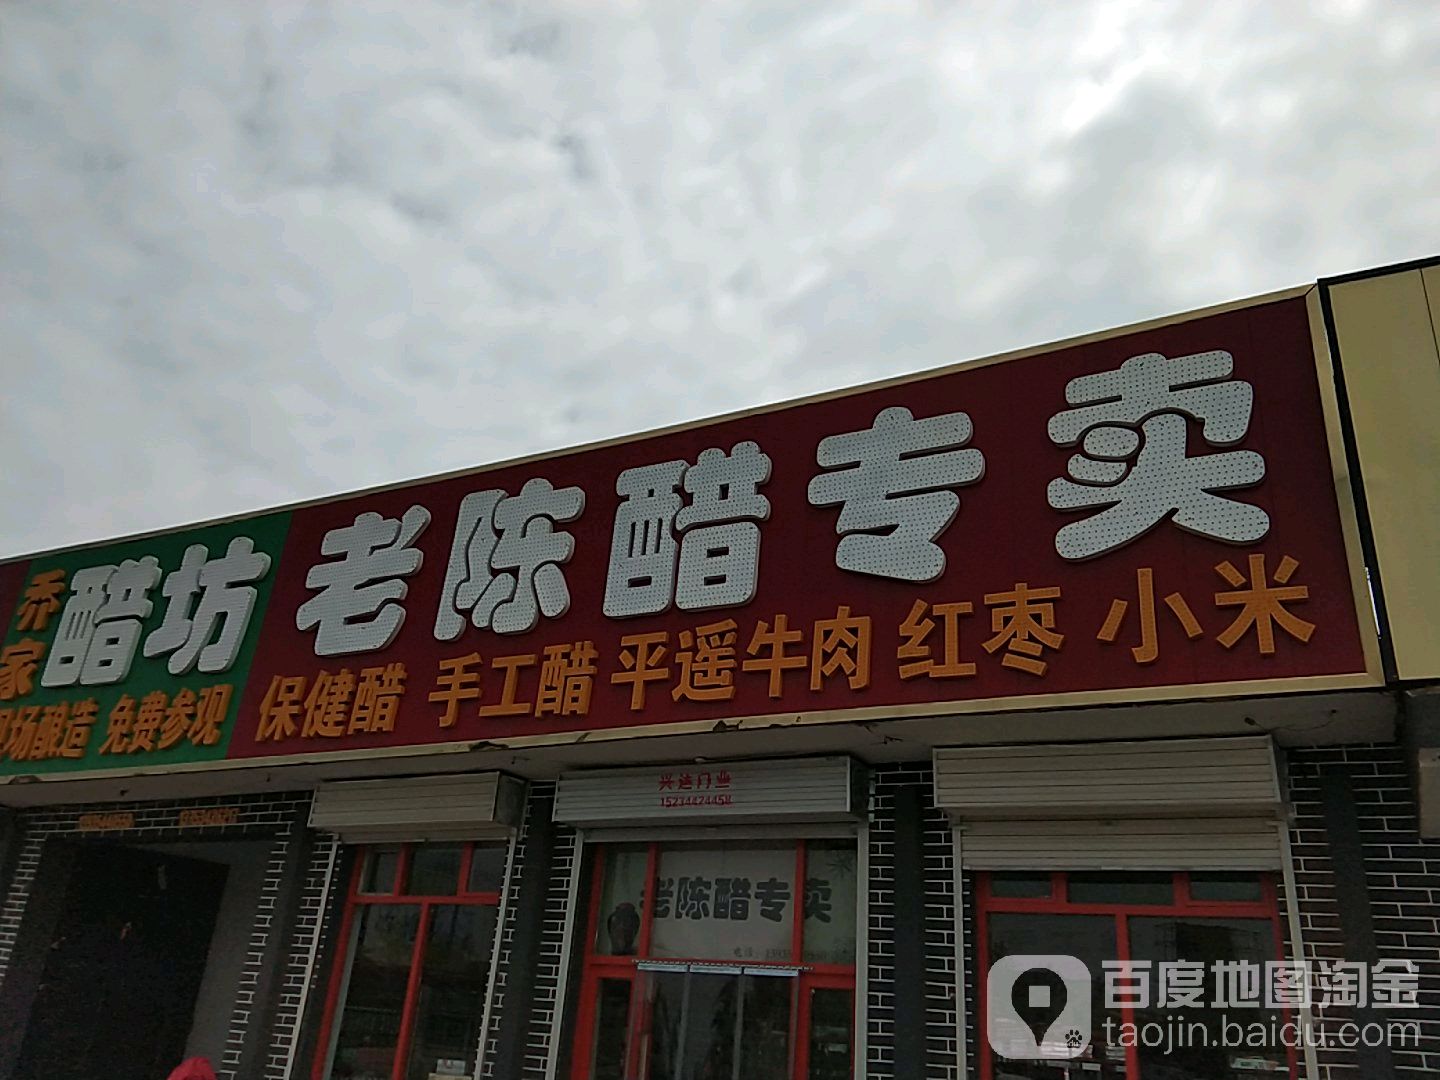 乔家
醋坊
现场酿造 免费参观
老陈醋专卖
保健醋 手工醋 平遥牛肉 红枣 小米
兴达门业
15234424458
老陈醋专卖
百度地图淘金
taojin.baidu.com